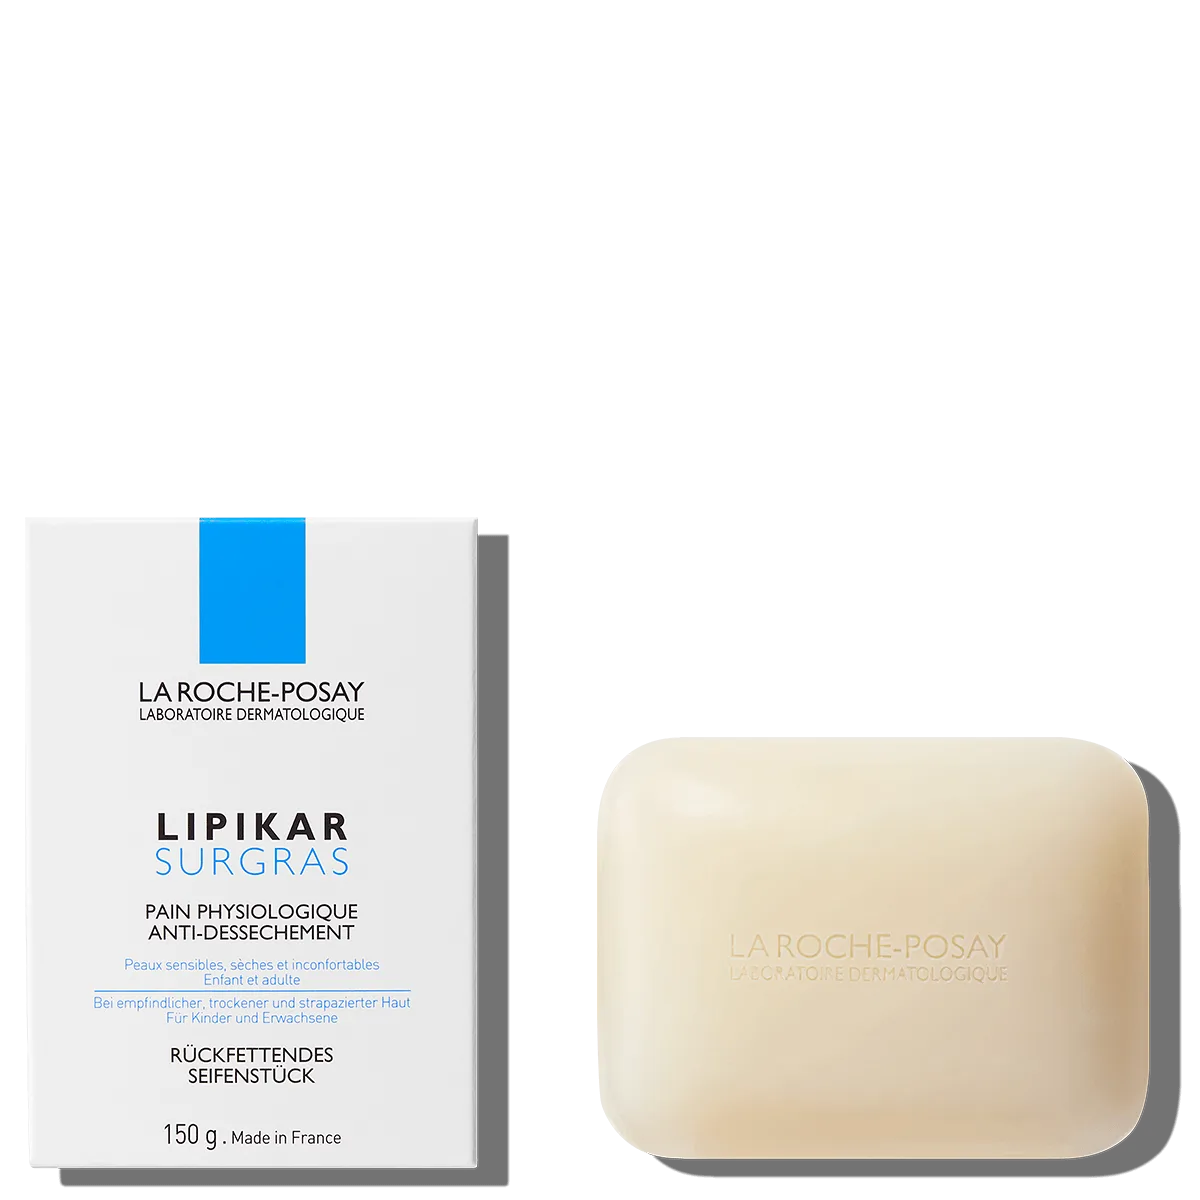 LA ROCHE-POSAY
LABORATOIRE DERMATOLOGIQUE
LIPIKAR
SURGRAS
PAIN PHYSIOLOGIQUE
ANTI-DESSECHEMENT
Peaux sensibles, sèches et inconfortables
Enfant et adulte
Bei empfindlicher, trockener und strapazierter Haut
Für Kinder und Erwachsene
RÜCKFETTENDES
SEIFENSTÜCK
150 g . Made in France
LA ROCHE-POSAY
LABORATOIRE DERMATOLOGIQUE